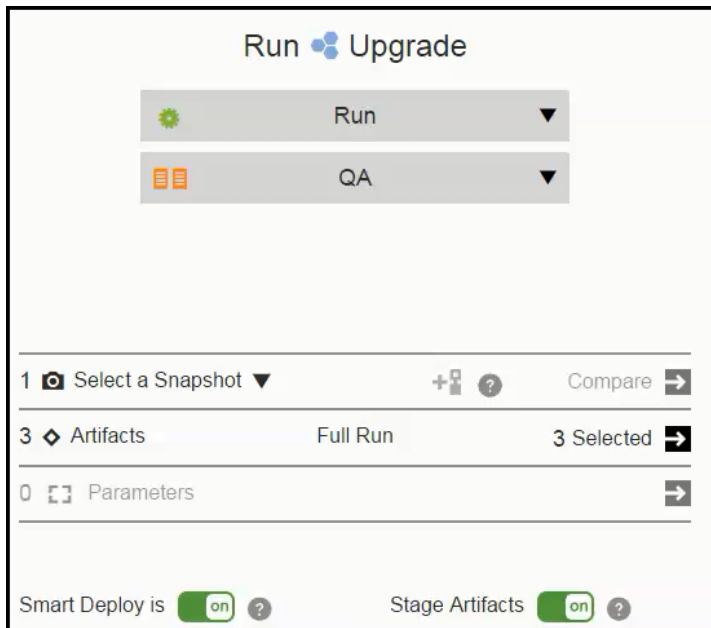 Run Upgrade
Run
QA
1 Select a Snapshot ? Compare
3 Artifacts Full Run 3 Selected
0 Parameters
Smart Deploy is on ? Stage Artifacts on ?